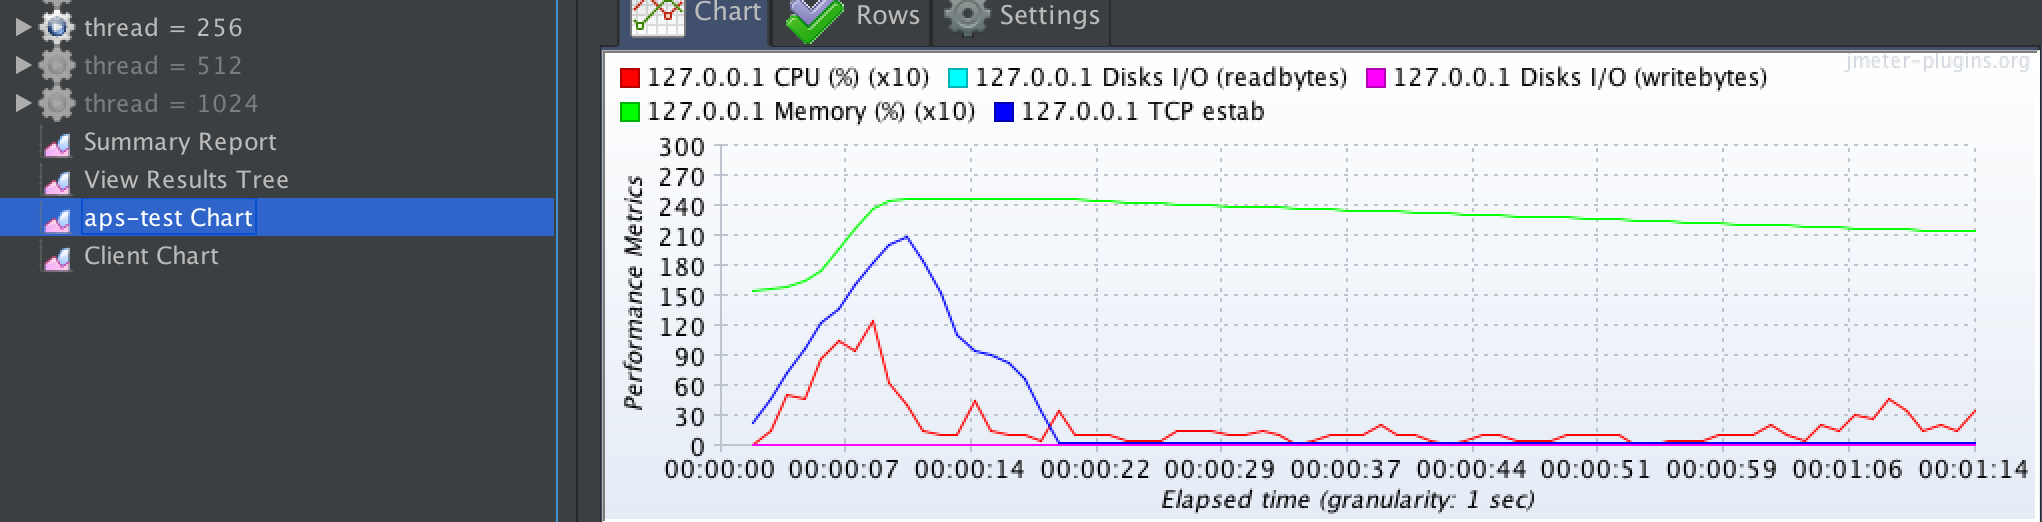 thread = 256
thread = 512
thread = 1024
Summary Report
View Results Tree
aps-test Chart
Client Chart
Chart Rows Settings
jmeter-plugins.org
127.0.0.1 CPU (%) (x10) 127.0.0.1 Disks I/O (readbytes) 127.0.0.1 Disks I/O (writebytes)
127.0.0.1 Memory (%) (x10) 127.0.0.1 TCP estab
Performance Metrics
300
270
240
210
180
150
120
90
60
30
0
00:00:00 00:00:07 00:00:14 00:00:22 00:00:29 00:00:37 00:00:44 00:00:51 00:00:59 00:01:06 00:01:14
Elapsed time (granularity: 1 sec)